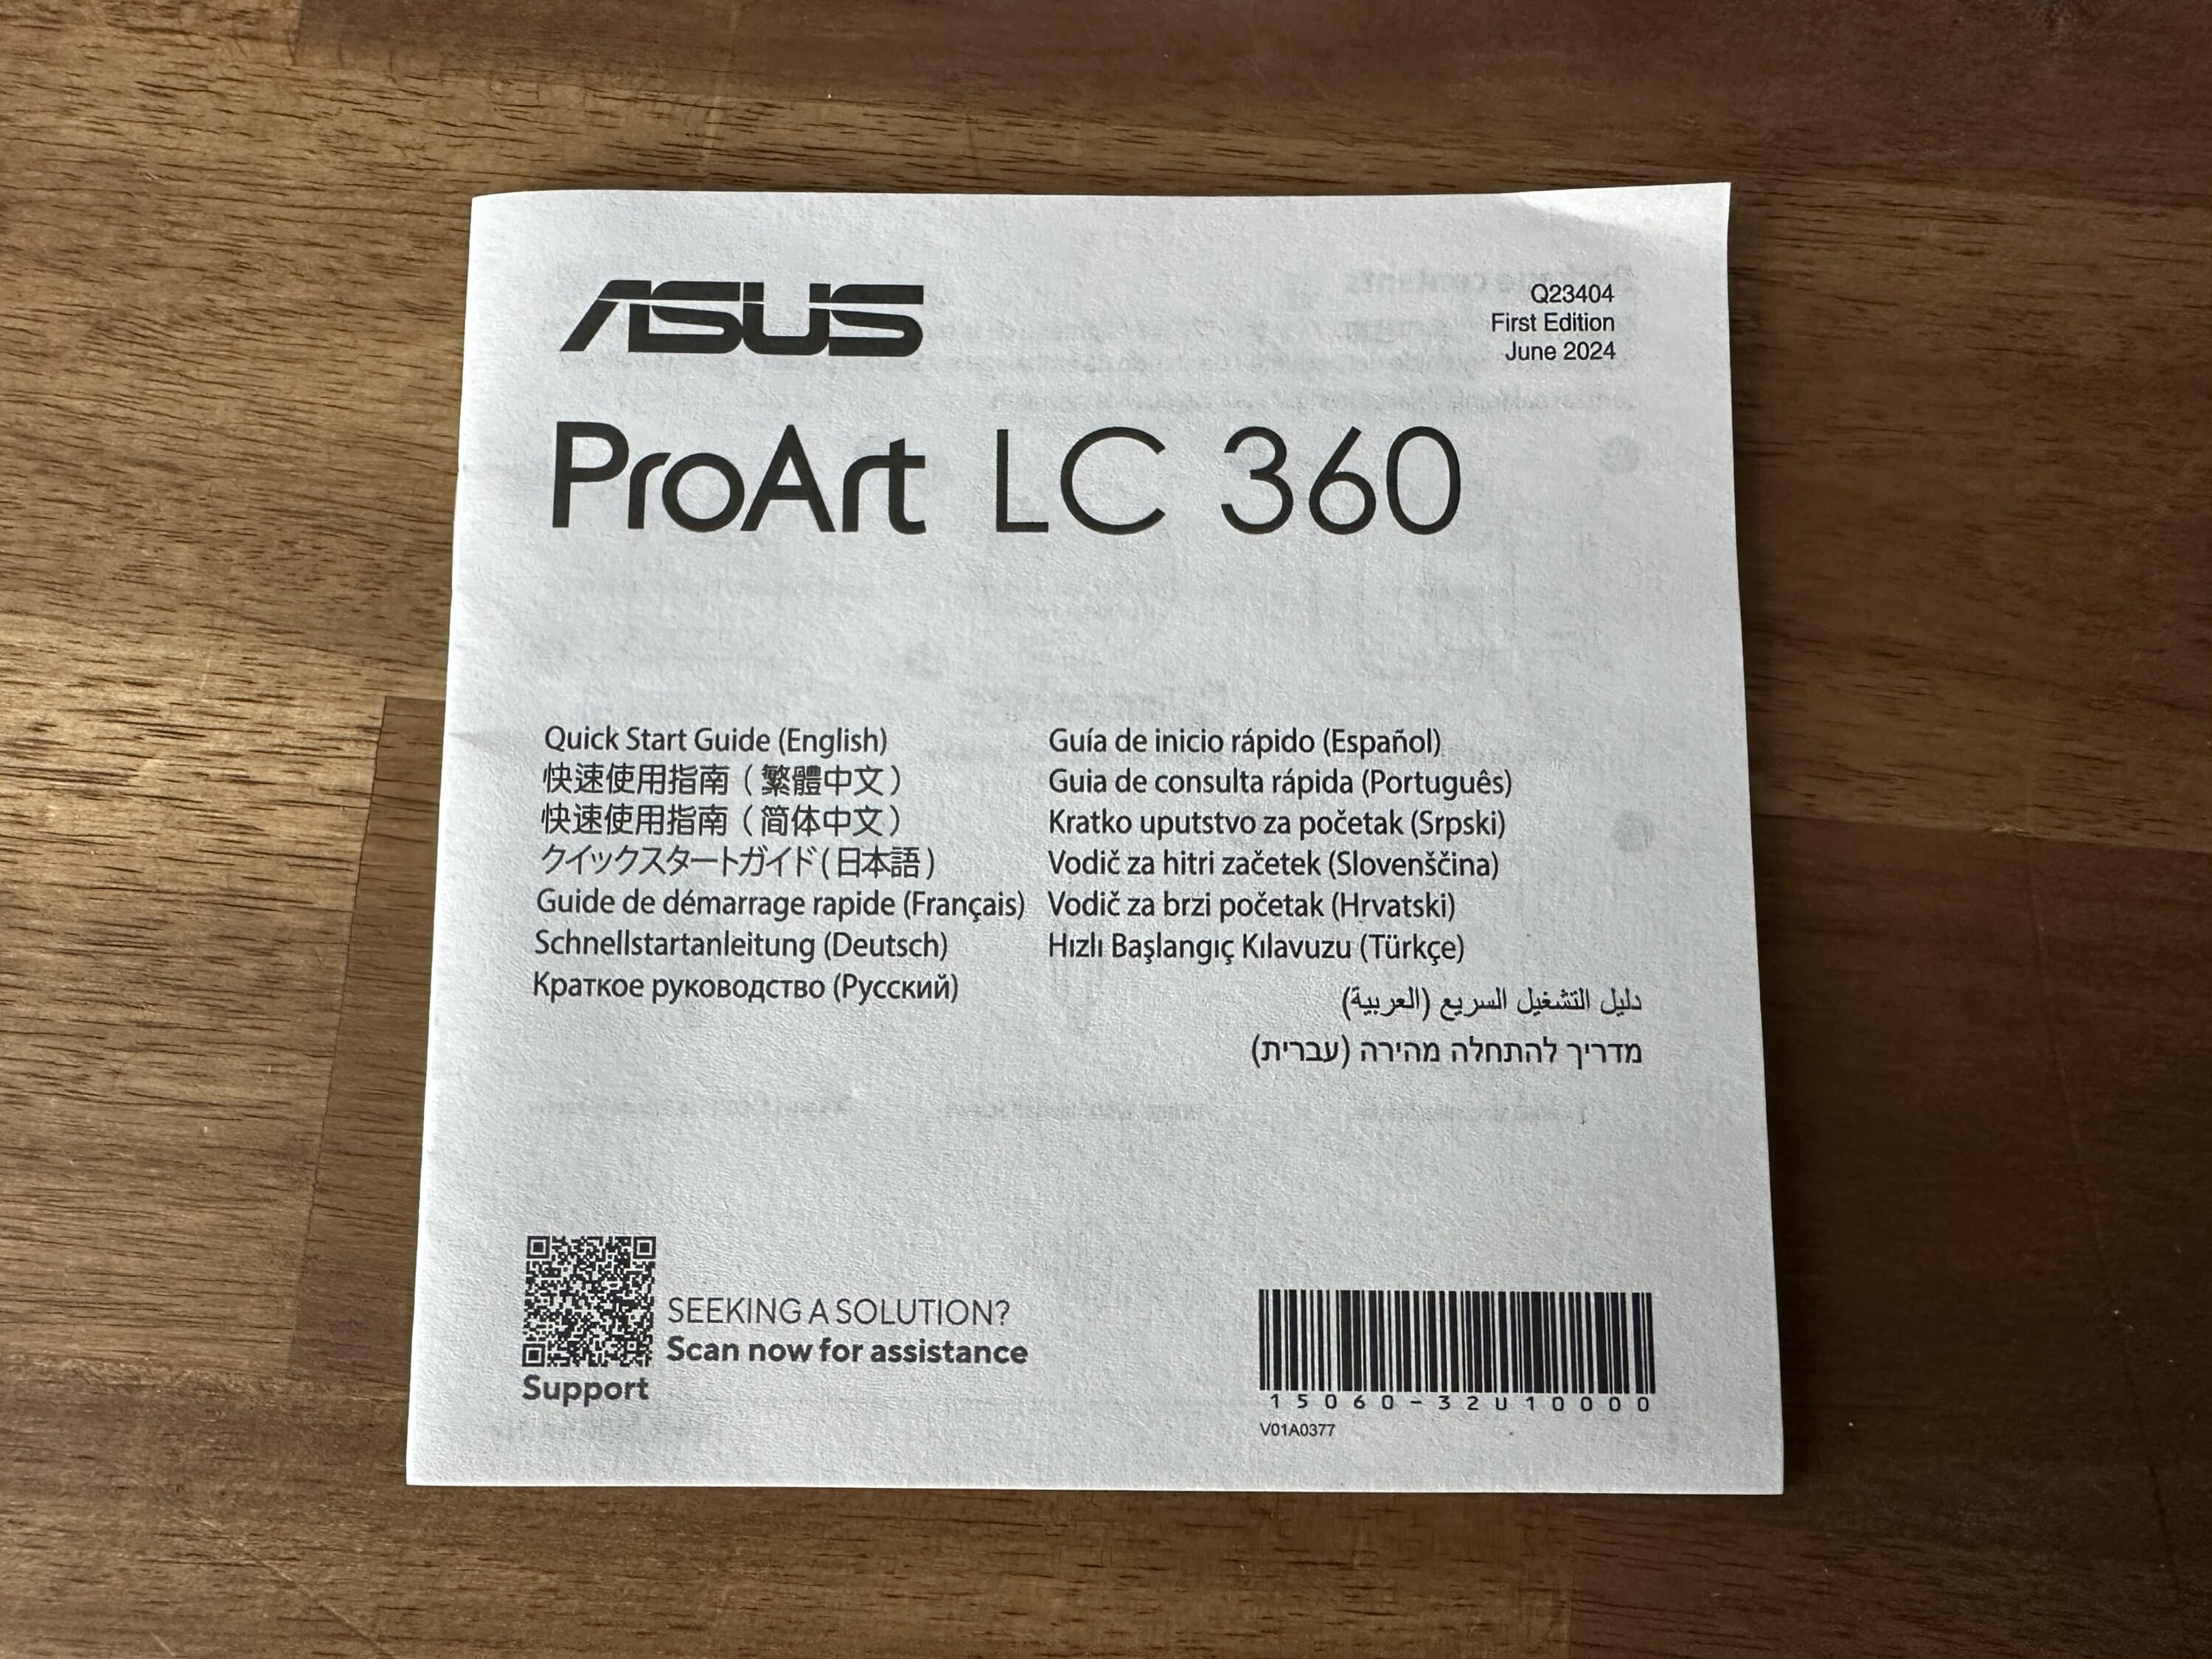 ASUS
Q23404
First Edition
June 2024
ProArt LC 360
Quick Start Guide (English)
快速使用指南（繁體中文）
快速使用指南（简体中文）
クイックスタートガイド(日本語)
Guide de démarrage rapide (Français)
Schnellstartanleitung (Deutsch)
Краткое руководство (Русский)
Guía de inicio rápido (Español)
Guia de consulta rápida (Português)
Kratko uputstvo za početak (Srpski)
Vodič za hitri začetek (Slovenščina)
Vodič za brzi početak (Hrvatski)
Hızlı Başlangıç Kılavuzu (Türkçe)
دليل التشغيل السريع (العربية)
מדריך להתחלה מהירה (עברית)
SEEKING A SOLUTION?
Scan now for assistance
Support
15060-32U10000
V01A0377